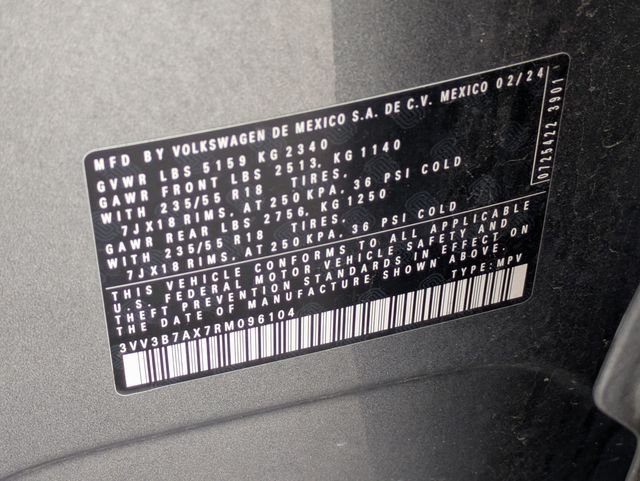 MFD BY VOLKSWAGEN DE MEXICO S.A. DE C.V. MEXICO 02/24
GVWR LBS 5159 KG 2340
GAWR FRONT LBS 2513, KG 1140
WITH 235/55 R18 TIRES,
7JX18 RIMS, AT 250 KPA, 36 PSI COLD
GAWR REAR LBS 2756, KG 1250
WITH 235/55 R18 TIRES,
7JX18 RIMS, AT 250 KPA, 36 PSI COLD
THIS VEHICLE CONFORMS TO ALL APPLICABLE
U.S. FEDERAL MOTOR VEHICLE SAFETY AND
THEFT PREVENTION STANDARDS IN EFFECT ON
THE DATE OF MANUFACTURE SHOWN ABOVE.
3VV3B7AX7RM096104 TYPE: MPV
0725422 3901